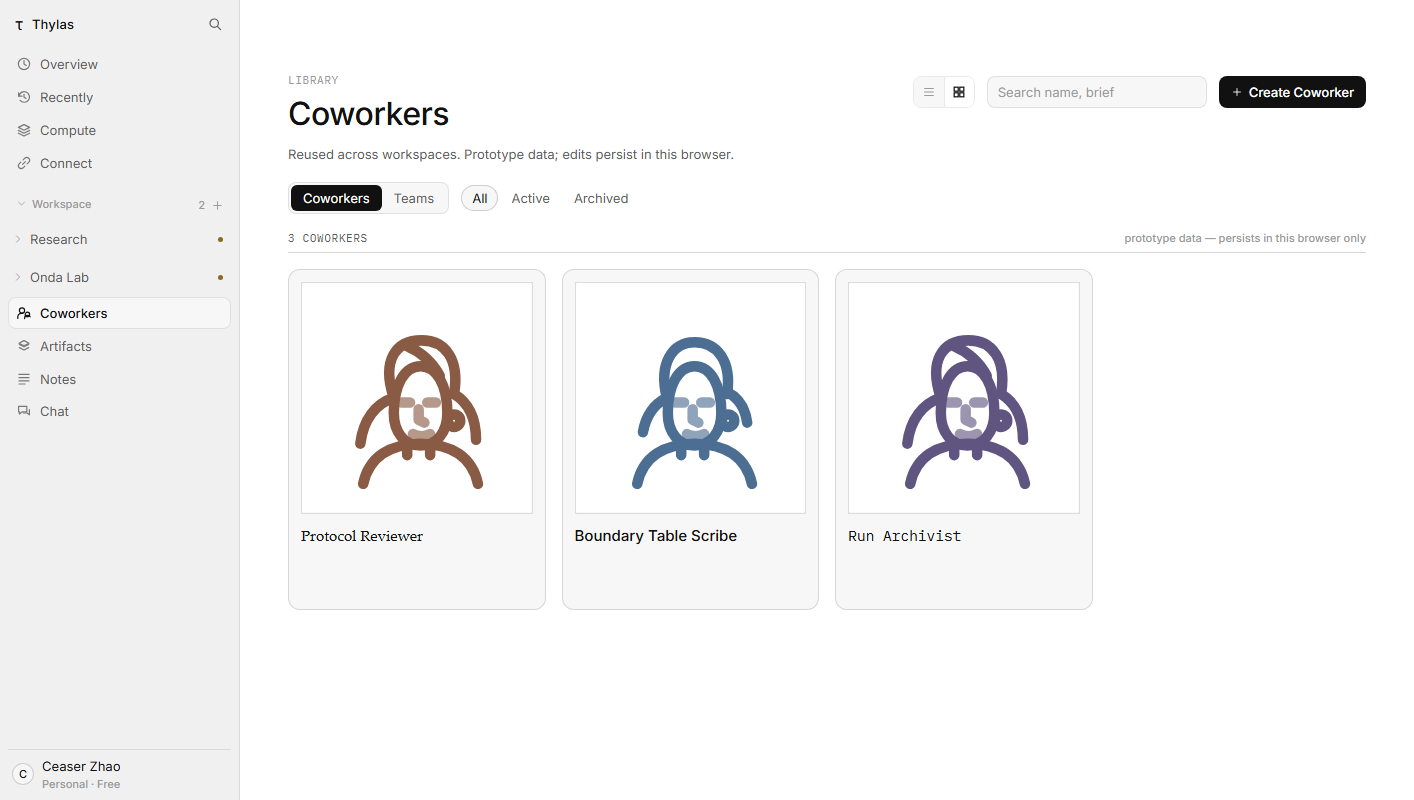 τ Thylas
Overview
Recently
Compute
Connect
Workspace 2 +
Research
Onda Lab
Coworkers
Artifacts
Notes
Chat
C
Ceaser Zhao
Personal · Free
LIBRARY
Coworkers
Reused across workspaces. Prototype data; edits persist in this browser.
Search name, brief
+ Create Coworker
Coworkers Teams All Active Archived
3 COWORKERS
prototype data — persists in this browser only
Protocol Reviewer
Boundary Table Scribe
Run Archivist